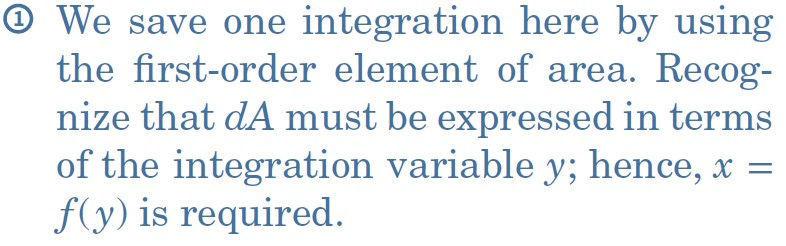 ① We save one integration here by using
the first-order element of area. Recog-
nize that dA must be expressed in terms
of the integration variable y; hence, x =
f(y) is required.